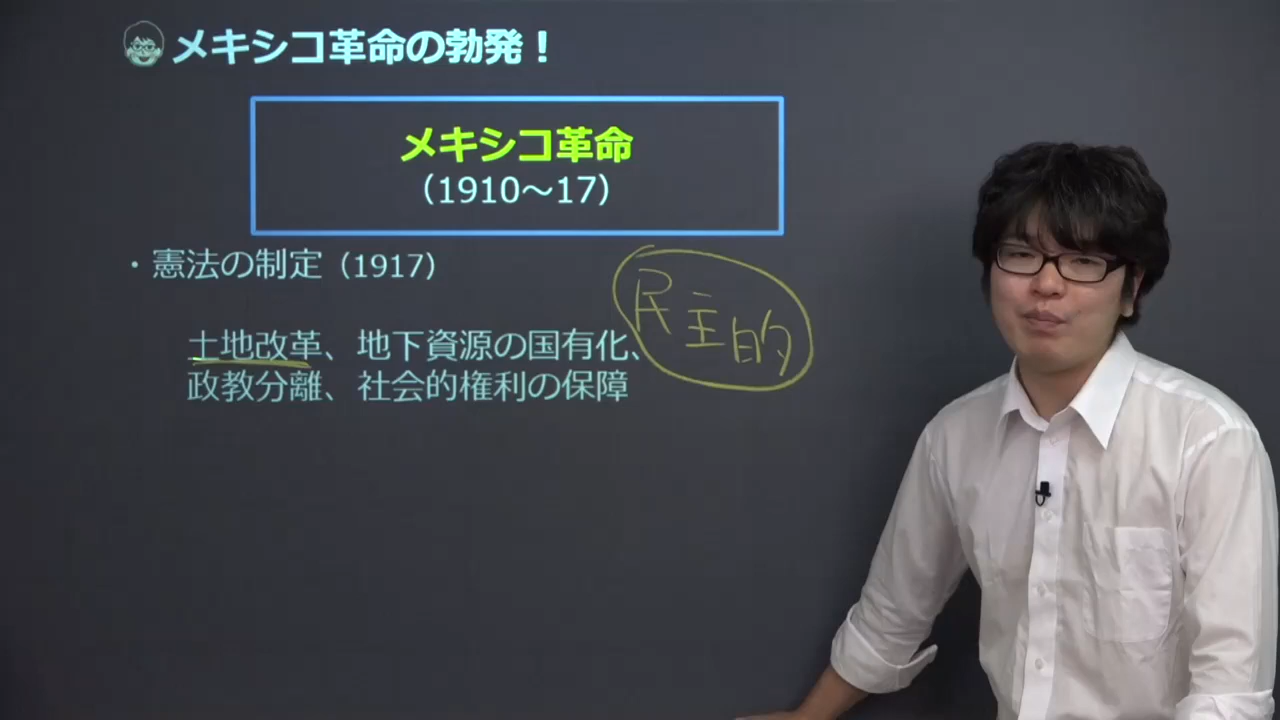 メキシコ革命の勃発！
メキシコ革命
（1910～17）
・憲法の制定（1917）
民主的
土地改革、地下資源の国有化、
政教分離、社会的権利の保障